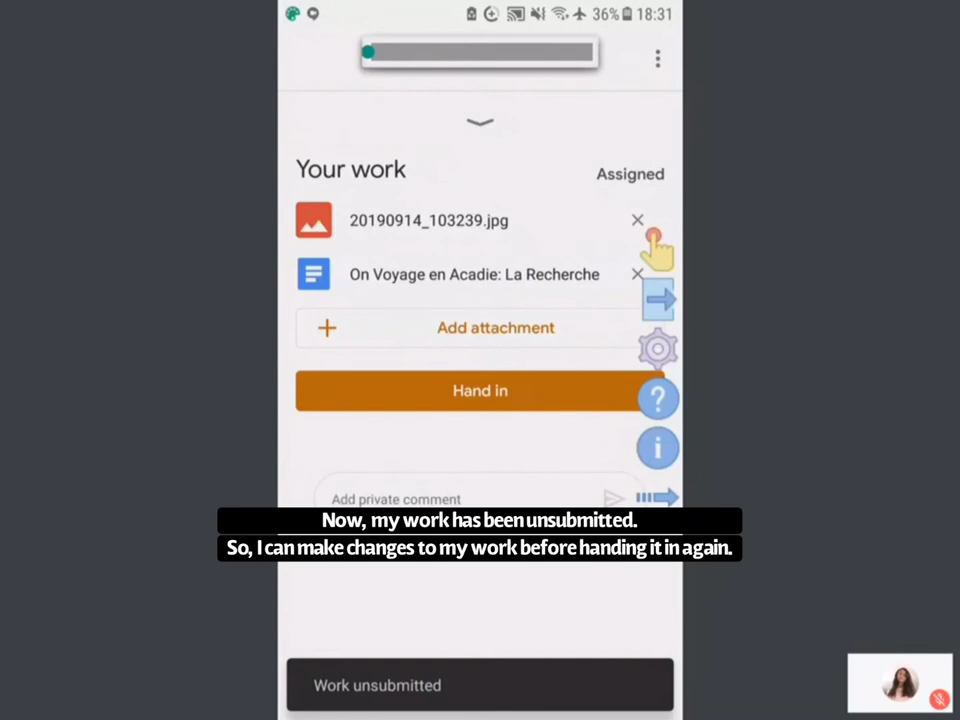 36% 18:31
Your work
Assigned
20190914_103239.jpg
On Voyage en Acadie: La Recherche
+ Add attachment
Hand in
?
i
Add private comment
Now, my work has been unsubmitted.
So, I can make changes to my work before handing it in again.
Work unsubmitted